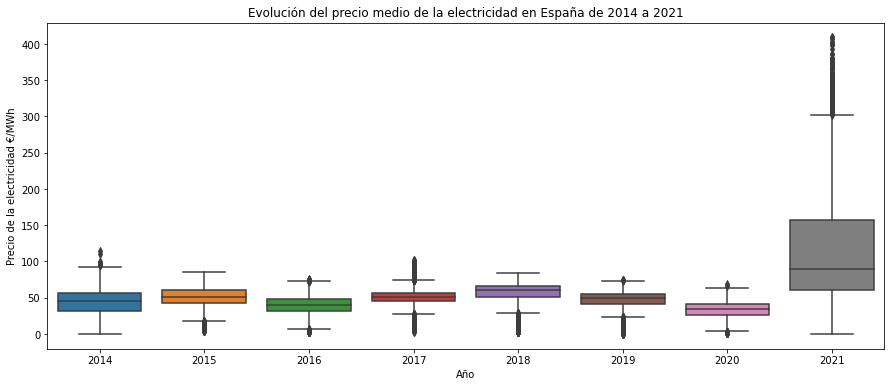 Evolución del precio medio de la electricidad en España de 2014 a 2021
Precio de la electricidad €/MWh
400
350
300
250
200
150
100
50
0
2014 2015 2016 2017 2018 2019 2020 2021
Año